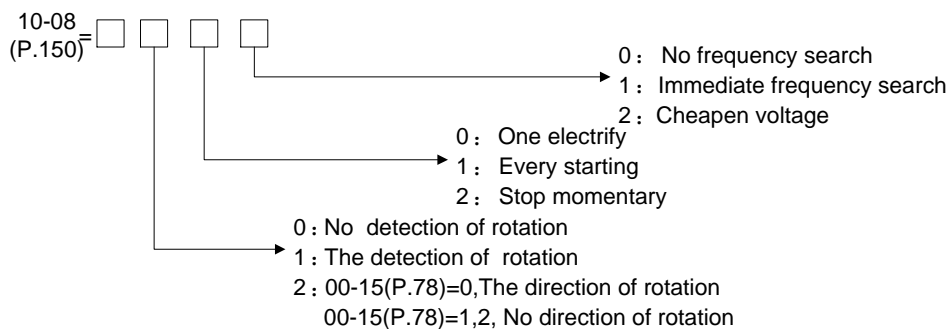 10-08
(P.150)=
0： No frequency search
1： Immediate frequency search
2： Cheapen voltage
0： One electrify
1： Every starting
2： Stop momentary
0：No detection of rotation
1：The detection of rotation
2：00-15(P.78)=0,The direction of rotation
00-15(P.78)=1,2, No direction of rotation